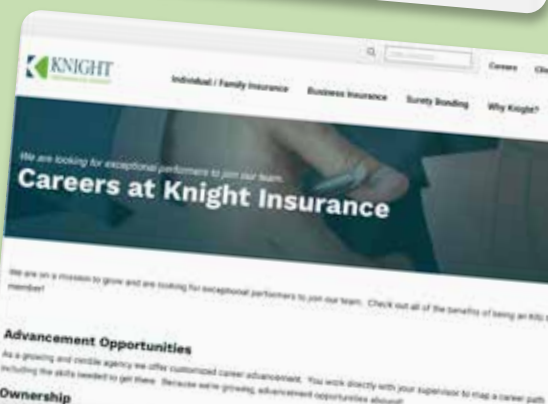 Careers
KNIGHT
Individual / Family Insurance Business Insurance Surety Bonding Why Knight?
We are looking for exceptional performers to join our team.
Careers at Knight Insurance
We are on a mission to grow and are looking for exceptional performers to join our team. Check out all of the benefits of being an KIG
member!
Advancement Opportunities
As a growing and nimble agency we offer customized career advancement. You work directly with your supervisor to map a career path
including the skills needed to get there. Because we're growing, advancement opportunities abound!
Ownership